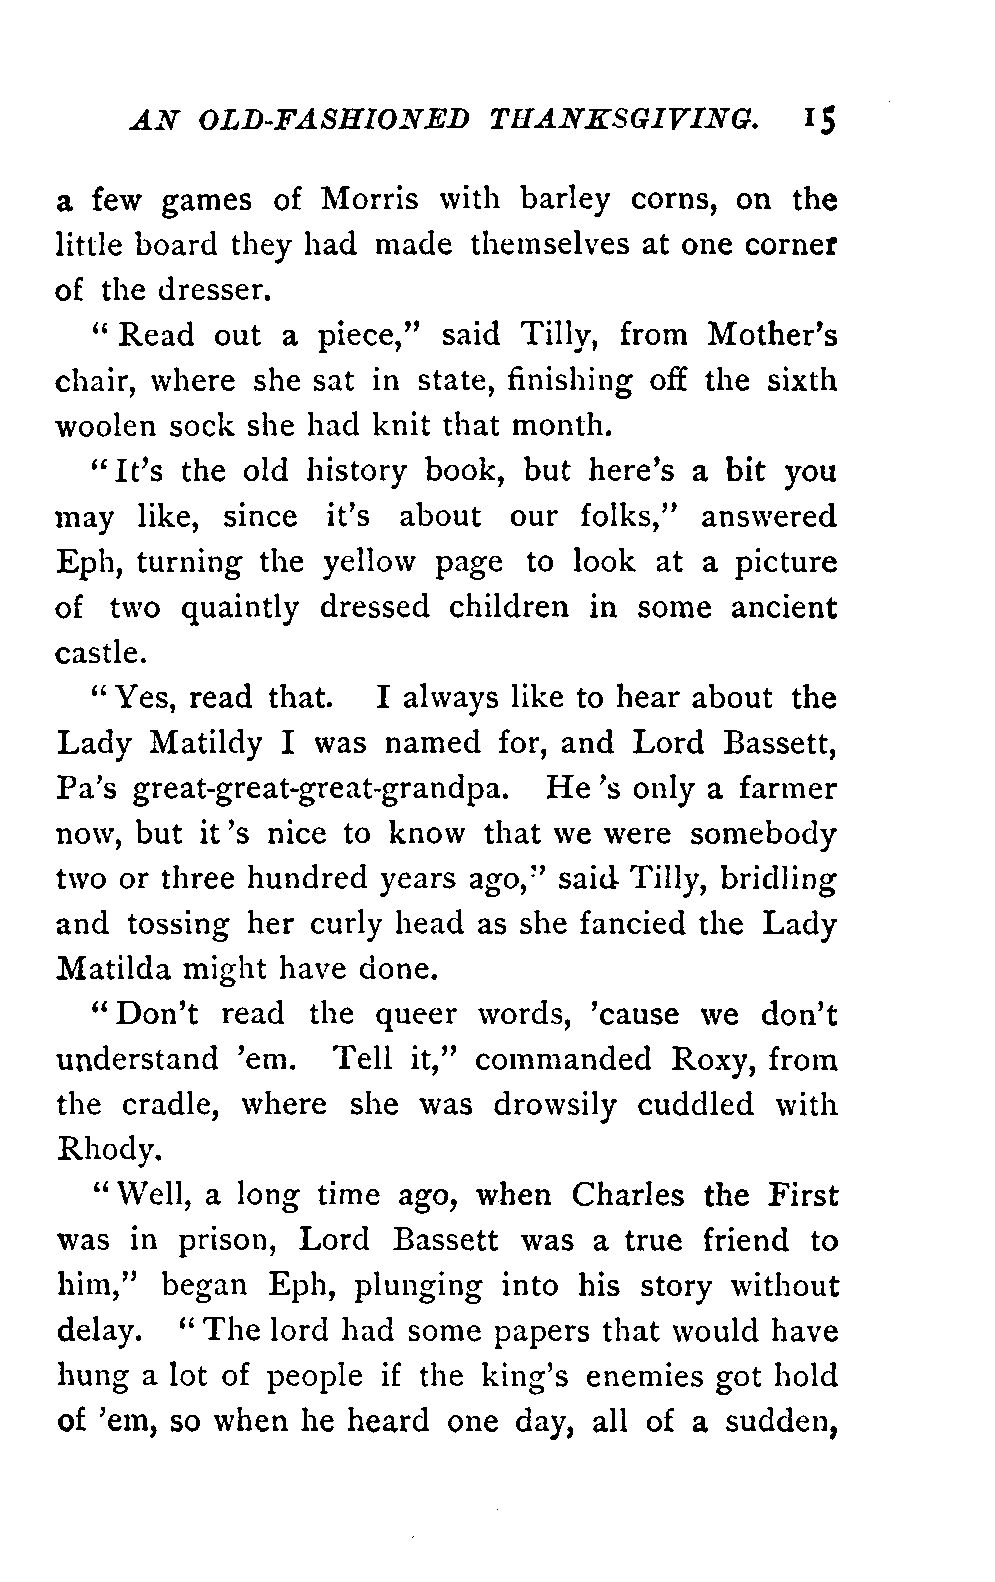 AN OLD-FASHIONED THANKSGIVING. 15
a few games of Morris with barley corns, on the
little board they had made themselves at one corner
of the dresser.
“Read out a piece,” said Tilly, from Mother’s
chair, where she sat in state, finishing off the sixth
woolen sock she had knit that month.
“It’s the old history book, but here’s a bit you
may like, since it’s about our folks,” answered
Eph, turning the yellow page to look at a picture
of two quaintly dressed children in some ancient
castle.
“Yes, read that. I always like to hear about the
Lady Matildy I was named for, and Lord Bassett,
Pa’s great-great-great-grandpa. He ’s only a farmer
now, but it ’s nice to know that we were somebody
two or three hundred years ago,” said Tilly, bridling
and tossing her curly head as she fancied the Lady
Matilda might have done.
“Don’t read the queer words, ’cause we don’t
understand ’em. Tell it,” commanded Roxy, from
the cradle, where she was drowsily cuddled with
Rhody.
“Well, a long time ago, when Charles the First
was in prison, Lord Bassett was a true friend to
him,” began Eph, plunging into his story without
delay. “The lord had some papers that would have
hung a lot of people if the king’s enemies got hold
of ’em, so when he heard one day, all of a sudden,